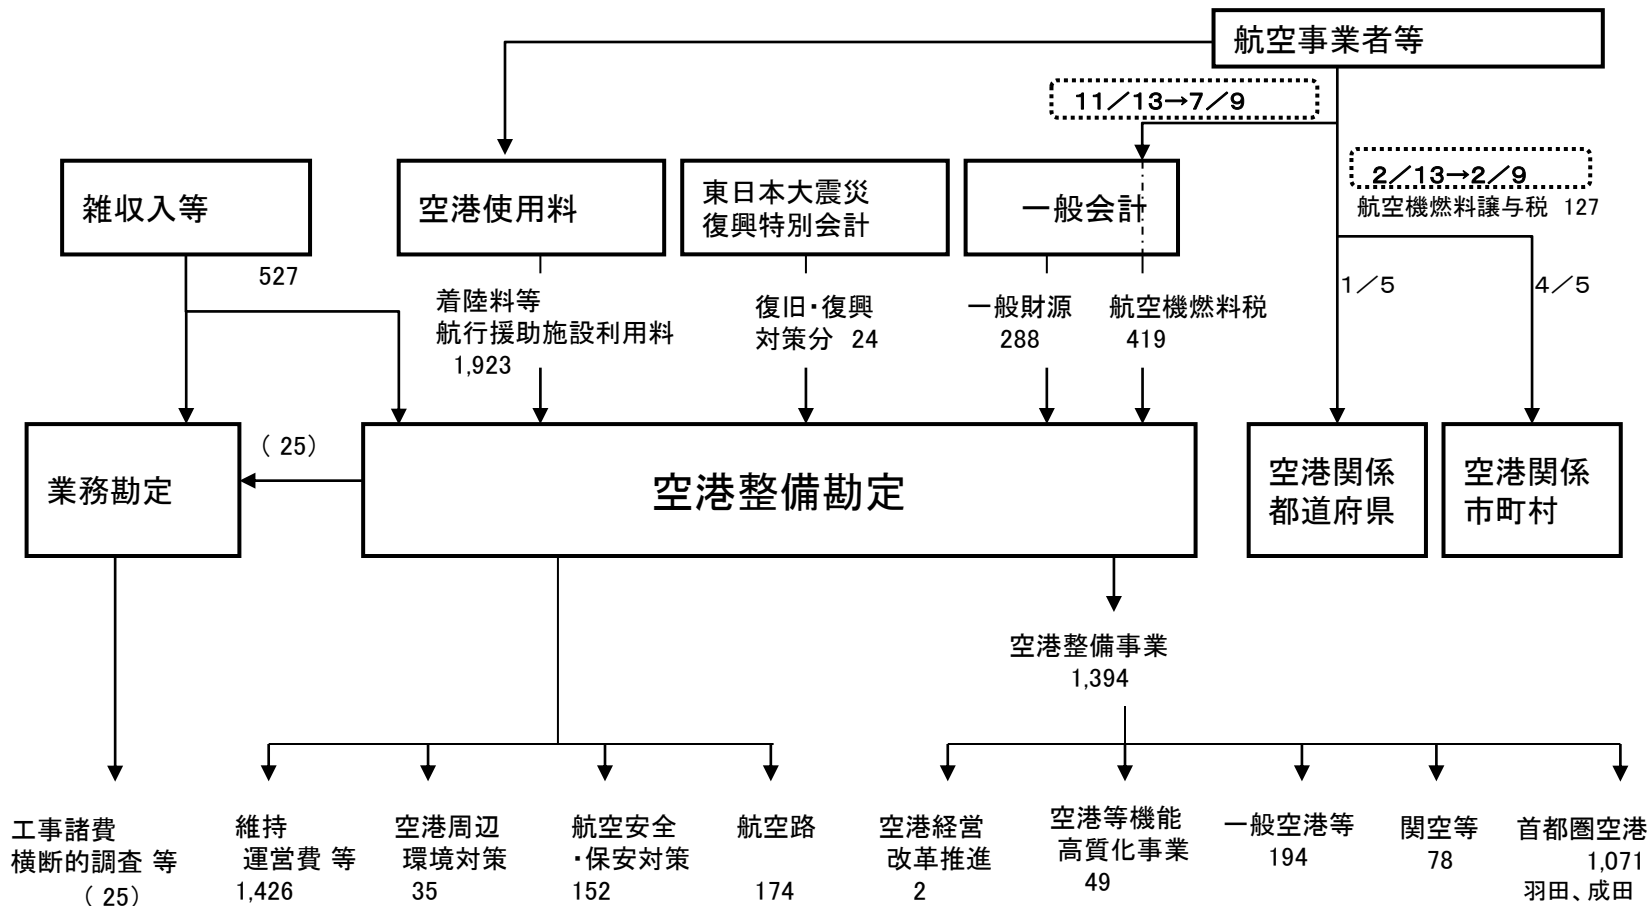 航空事業者等
11/13→7/9
2/13→2/9
航空機燃料譲与税 127
雑収入等
空港使用料
東日本大震災
復興特別会計
一般会計
527
着陸料等
航行援助施設利用料
1,923
復旧・復興
対策分 24
一般財源
288
航空機燃料税
419
1/5
4/5
業務勘定
( 25)
空港整備勘定
空港関係
都道府県
空港関係
市町村
空港整備事業
1,394
工事諸費
横断的調査 等
( 25)
維持
運営費 等
1,426
空港周辺
環境対策
35
航空安全
・保安対策
152
航空路
174
空港経営
改革推進
2
空港等機能
高質化事業
49
一般空港等
194
関空等
78
首都圏空港
1,071
羽田、成田